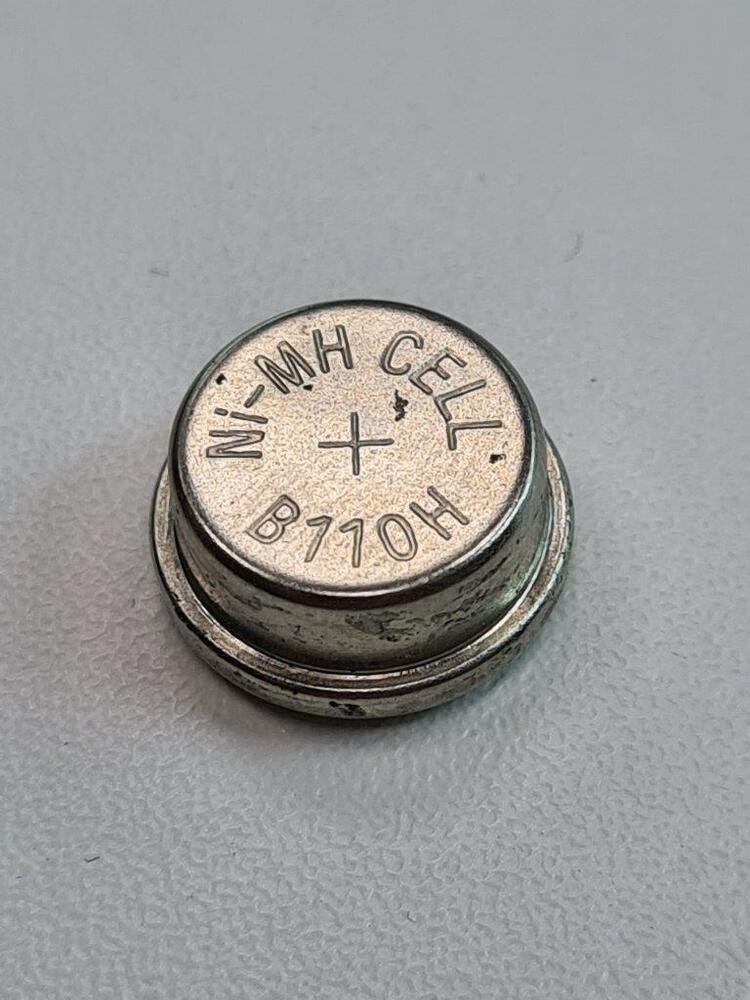 Ni-MH CELL
+
B110H